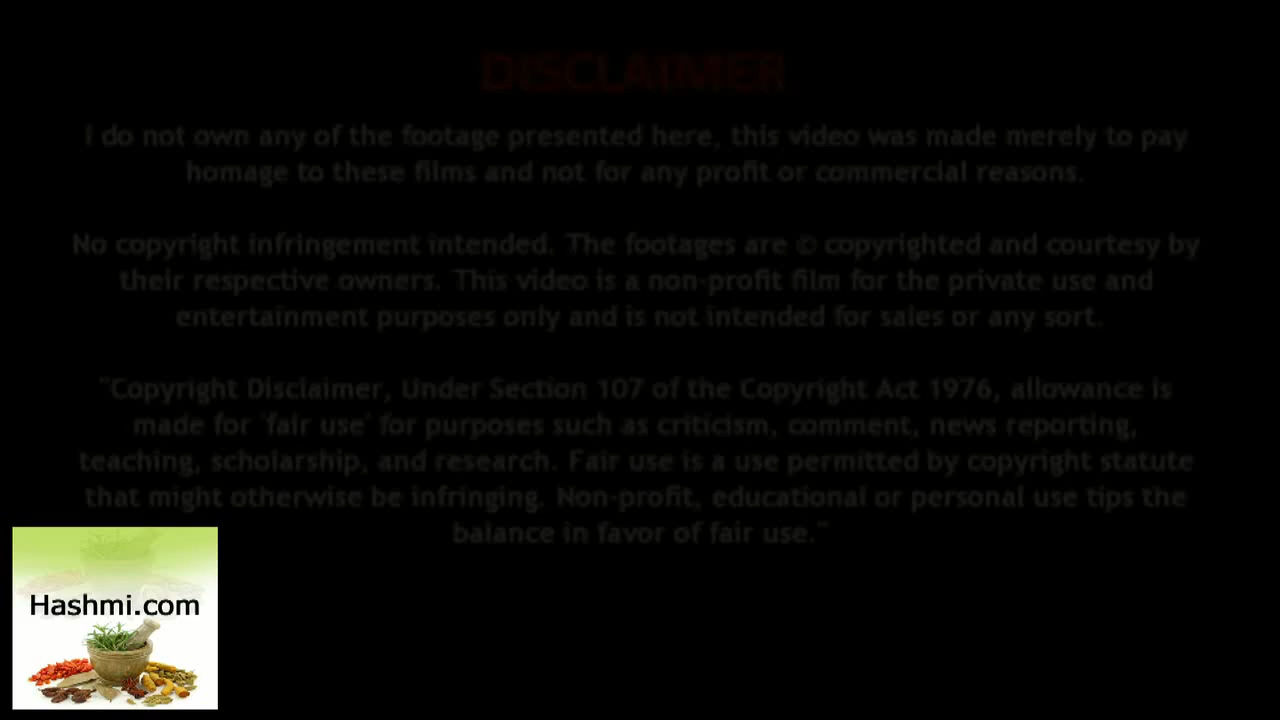 DISCLAIMER
I do not own any of the footage presented here, this video was made merely to pay
homage to these films and not for any profit or commercial reasons.
No copyright infringement intended. The footages are © copyrighted and courtesy by
their respective owners. This video is a non-profit film for the private use and
entertainment purposes only and is not intended for sales or any sort.
"Copyright Disclaimer, Under Section 107 of the Copyright Act 1976, allowance is
made for 'fair use' for purposes such as criticism, comment, news reporting,
teaching, scholarship, and research. Fair use is a use permitted by copyright statute
that might otherwise be infringing. Non-profit, educational or personal use tips the
balance in favor of fair use."
Hashmi.com